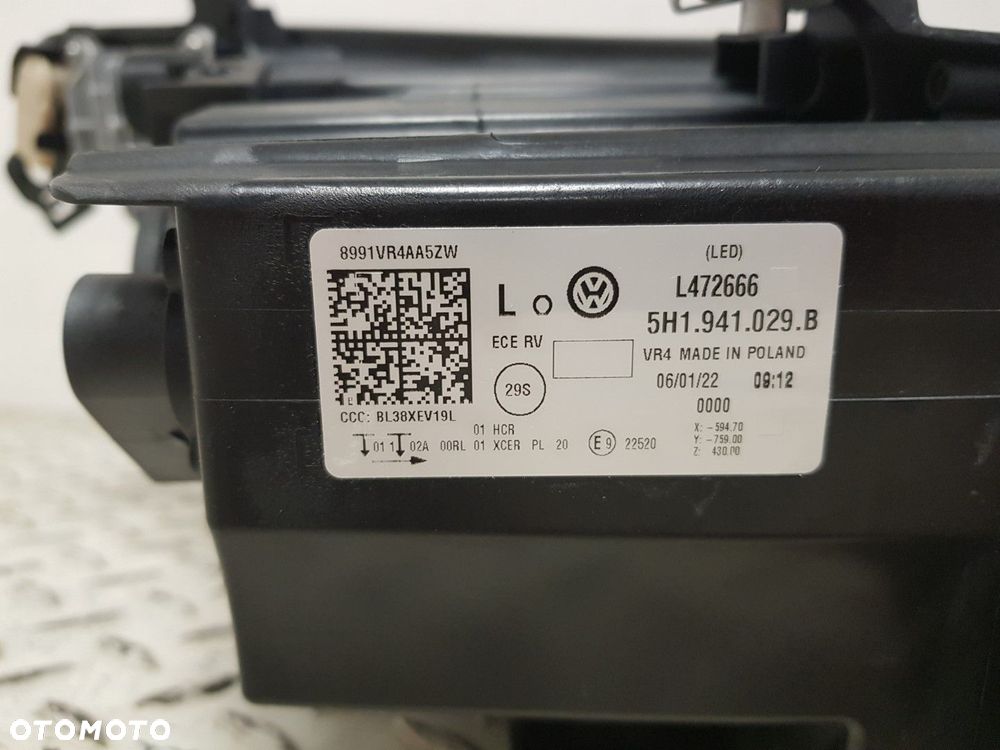 8991VR4AA5ZW
(LED)
L O
L472666
5H1.941.029.B
ECE RV
VR4 MADE IN POLAND
29S
06/01/22 09:12
0000
CCC: BL38XEV19L
01 HCR
X: -594.70
01 1 02A 00RL 01 XCER PL 20 E9 22520
Y: -759.00
Z: 430.00
OTOMOTO